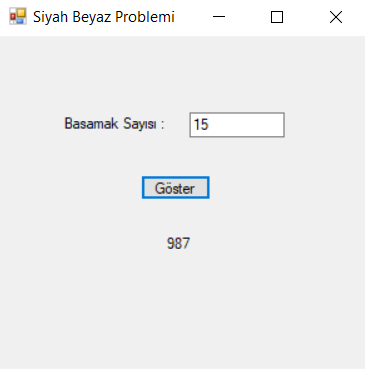 Siyah Beyaz Problemi
Basamak Sayısı : 15
Göster
987